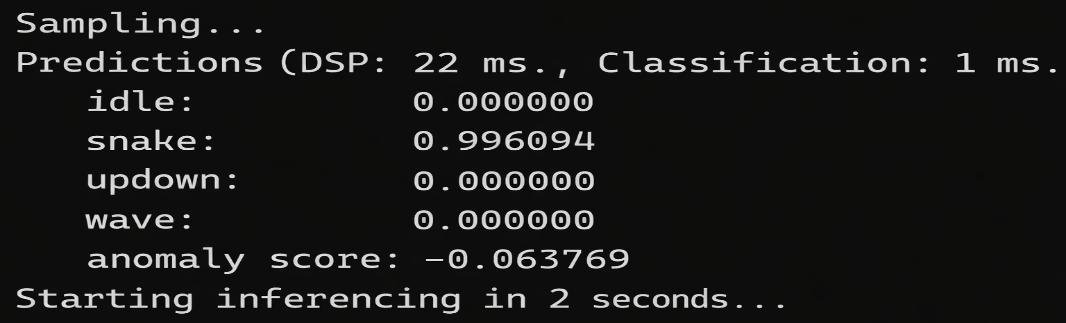 Sampling...
Predictions (DSP: 22 ms., Classification: 1 ms.
idle: 0.000000
snake: 0.996094
updown: 0.000000
wave: 0.000000
anomaly score: -0.063769
Starting inferencing in 2 seconds...